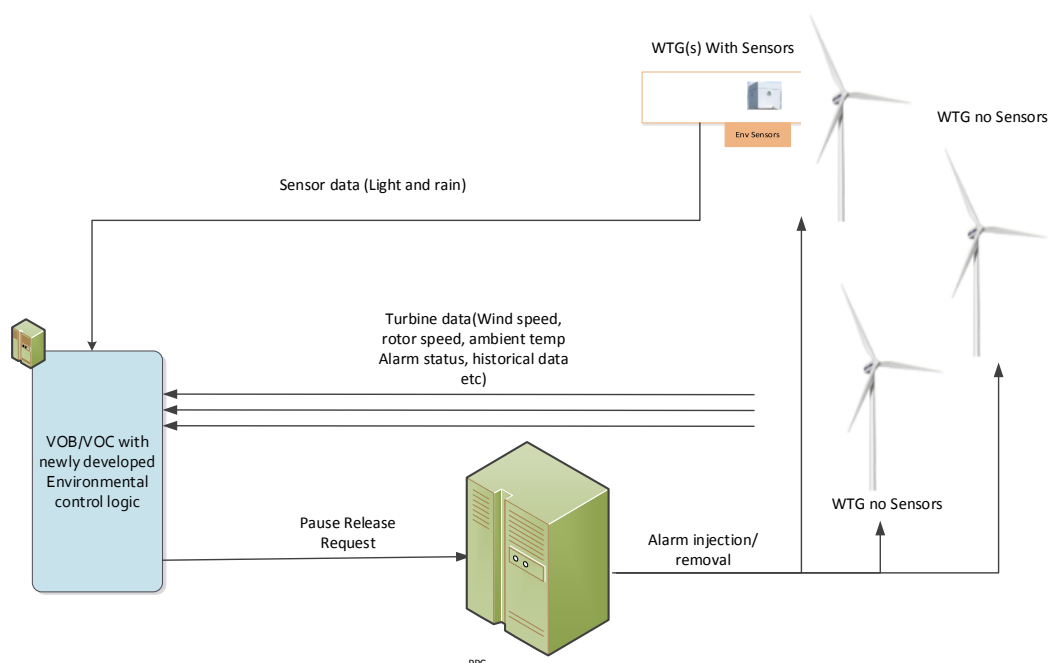 WTG(s) With Sensors
WTG no Sensors
Env Sensors
Sensor data (Light and rain)
Turbine data(Wind speed,
rotor speed, ambient temp
Alarm status, historical data
etc)
VOB/VOC with
newly developed
Environmental
control logic
WTG no Sensors
Pause Release
Request
Alarm injection/
removal